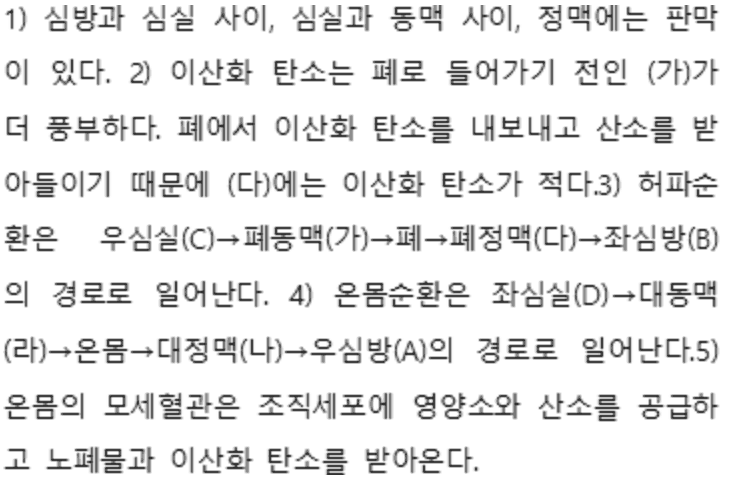 1) 심방과 심실 사이, 심실과 동맥 사이, 정맥에는 판막
이 있다. 2) 이산화 탄소는 폐로 들어가기 전인 (가)가
더 풍부하다. 폐에서 이산화 탄소를 내보내고 산소를 받
아들이기 때문에 (다)에는 이산화 탄소가 적다.3) 허파순
환은 우심실(C)→폐동맥(가)→폐→폐정맥(다)→좌심방(B)
의 경로로 일어난다. 4) 온몸순환은 좌심실(D)→대동맥
(라)→온몸→대정맥(나)→우심방(A)의 경로로 일어난다.5)
온몸의 모세혈관은 조직세포에 영양소와 산소를 공급하
고 노폐물과 이산화 탄소를 받아온다.